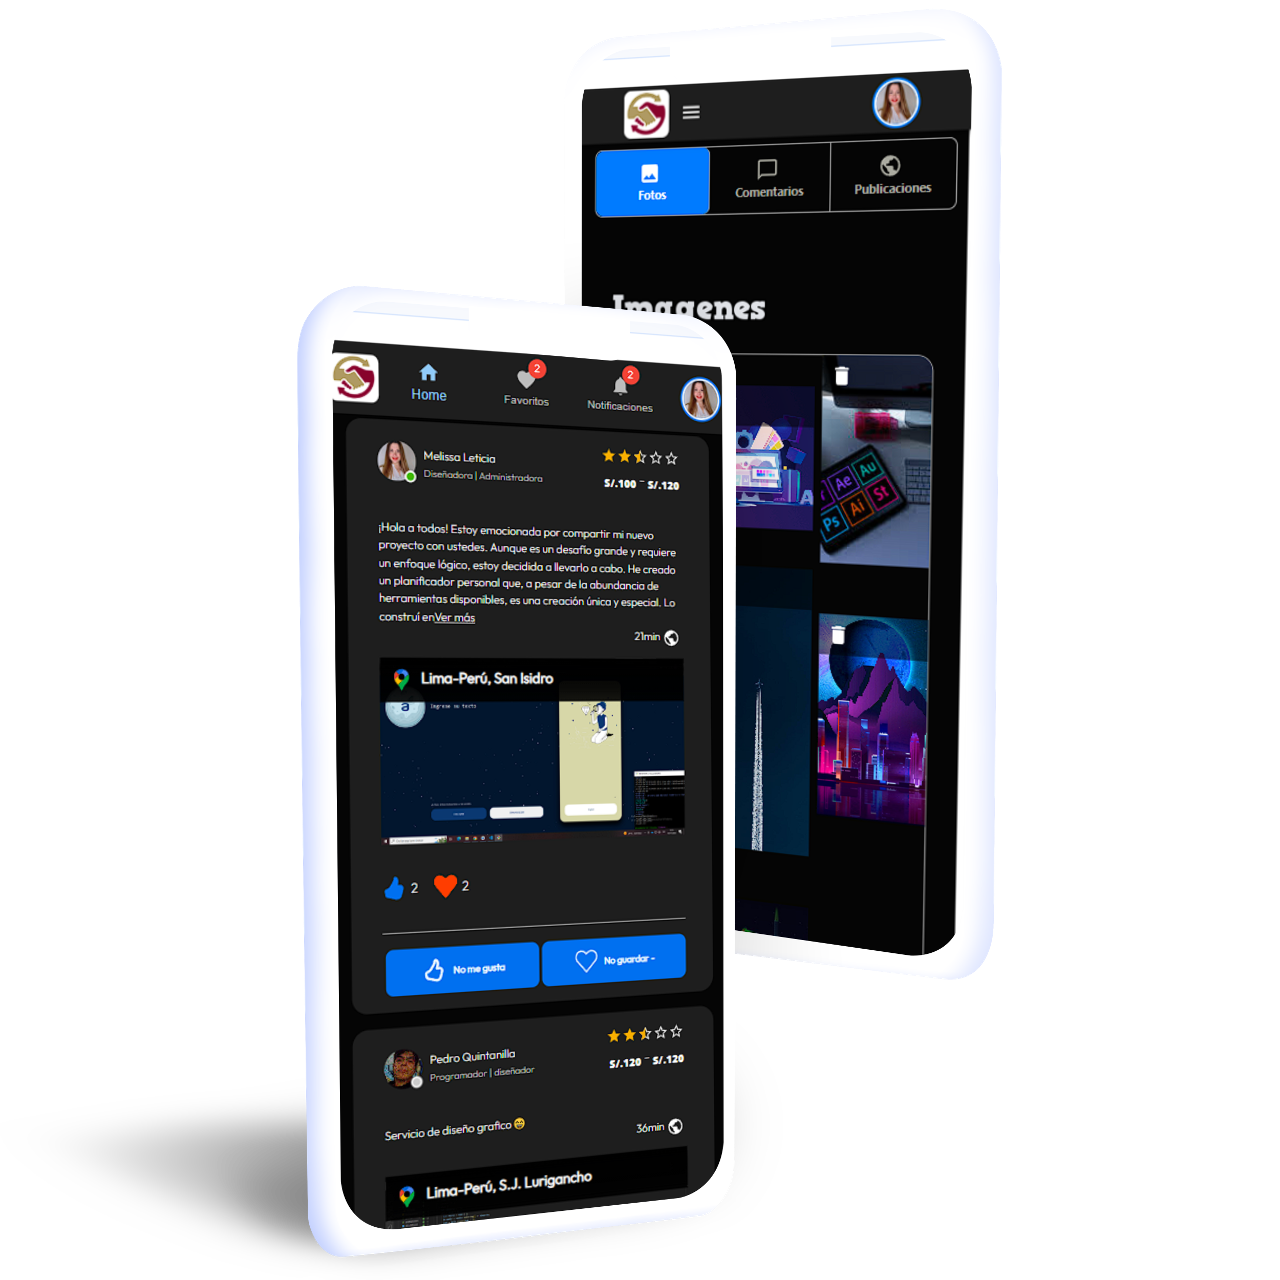 Fotos
Comentarios
Publicaciones
Imagenes
Ae
Au
Ps
Ai
St
Home
2
Favoritos
2
Notificaciones
Melissa Leticia
Diseñadora | Administradora
S/.100 - S/.120
¡Hola a todos! Estoy emocionada por compartir mi nuevo
proyecto con ustedes. Aunque es un desafío grande y requiere
un enfoque lógico, estoy decidida a llevarlo a cabo. He creado
un planificador personal que, a pesar de la abundancia de
herramientas disponibles, es una creación única y especial. Lo
construí enVer más
21min
Lima-Perú, San Isidro
a
Ingrese su texto
2
2
No me gusta
No guardar -
Pedro Quintanilla
Programador | diseñador
S/.120 - S/.120
Servicio de diseño grafico
36min
Lima-Perú, S.J. Lurigancho